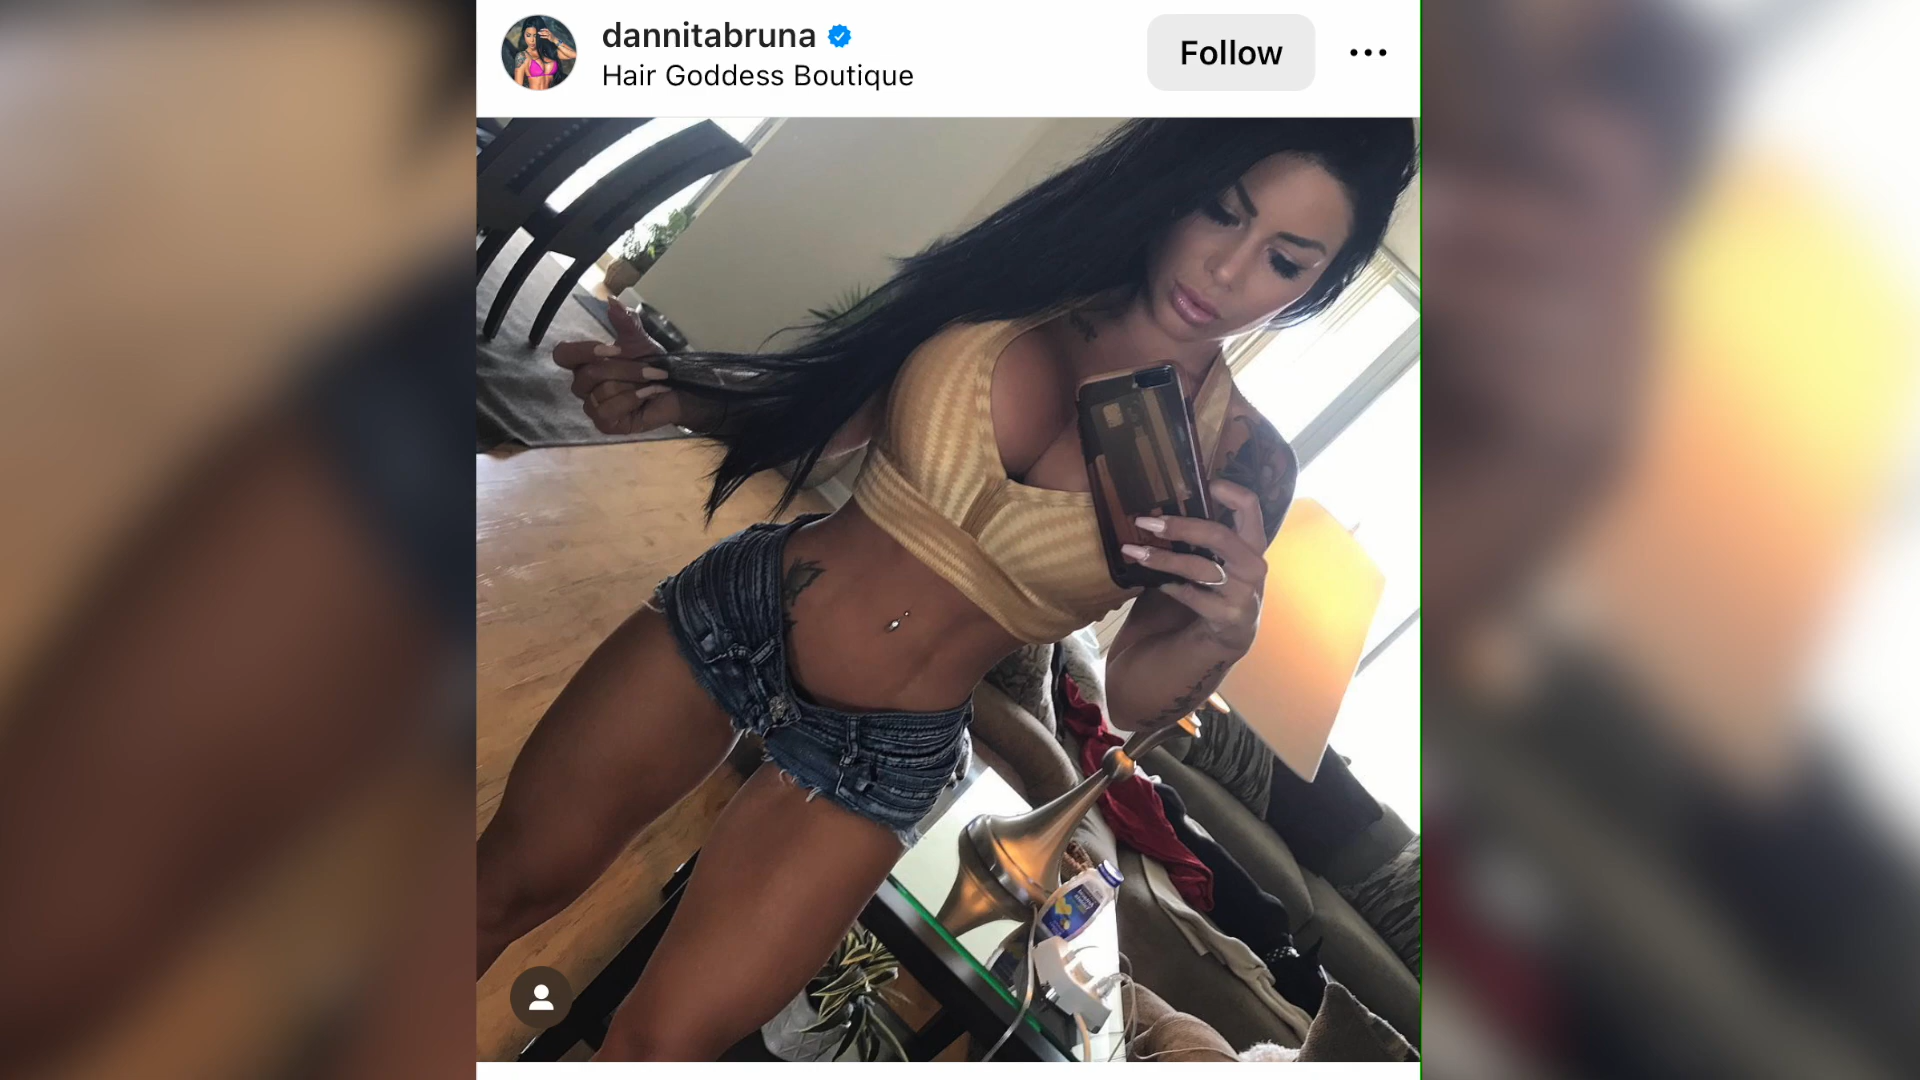 dannitabruna
Hair Goddess Boutique
Follow